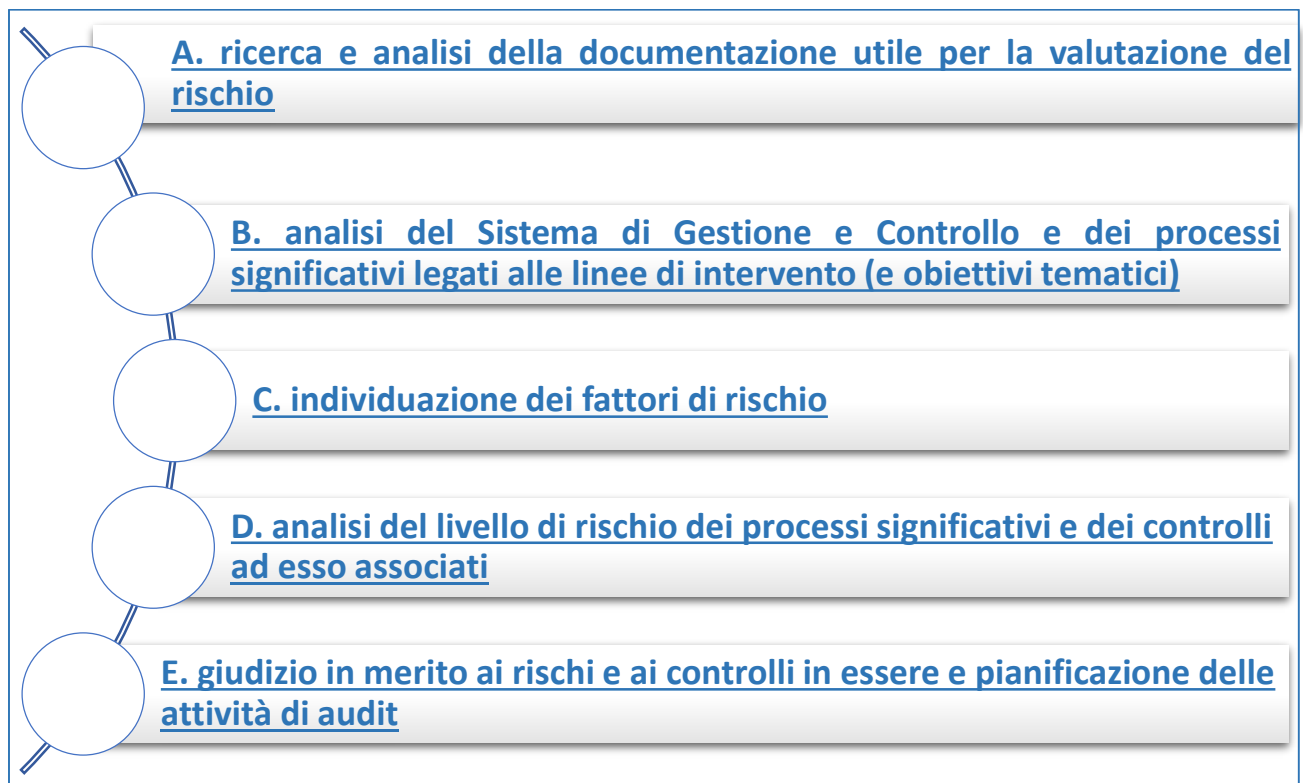 A. ricerca e analisi della documentazione utile per la valutazione del
rischio
B. analisi del Sistema di Gestione e Controllo e dei processi
significativi legati alle linee di intervento (e obiettivi tematici)
C. individuazione dei fattori di rischio
D. analisi del livello di rischio dei processi significativi e dei controlli
ad esso associati
E. giudizio in merito ai rischi e ai controlli in essere e pianificazione delle
attività di audit